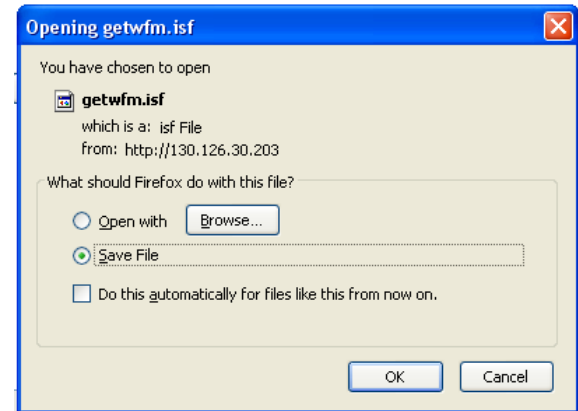 Opening getwfm.isf
You have chosen to open
getwfm.isf
which is a: isf File
from: http://130.126.30.203
What should Firefox do with this file?
Open with Browse...
Save File
Do this automatically for files like this from now on.
OK Cancel